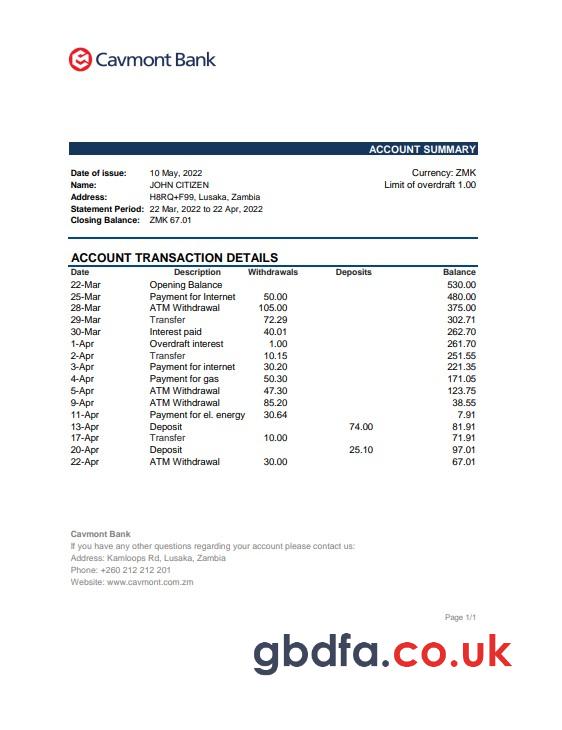 Cavmont Bank
ACCOUNT SUMMARY
Date of issue: 10 May, 2022 Currency: ZMK
Name: JOHN CITIZEN Limit of overdraft 1.00
Address: H8RQ+F99, Lusaka, Zambia
Statement Period: 22 Mar, 2022 to 22 Apr, 2022
Closing Balance: ZMK 67.01
ACCOUNT TRANSACTION DETAILS
Date Description Withdrawals Deposits Balance
22-Mar Opening Balance 530.00
25-Mar Payment for Internet 50.00 480.00
28-Mar ATM Withdrawal 105.00 375.00
29-Mar Transfer 72.29 302.71
30-Mar Interest paid 40.01 262.70
1-Apr Overdraft interest 1.00 261.70
2-Apr Transfer 10.15 251.55
3-Apr Payment for internet 30.20 221.35
4-Apr Payment for gas 50.30 171.05
5-Apr ATM Withdrawal 47.30 123.75
9-Apr ATM Withdrawal 85.20 38.55
11-Apr Payment for el. energy 30.64 7.91
13-Apr Deposit 74.00 81.91
17-Apr Transfer 10.00 71.91
20-Apr Deposit 25.10 97.01
22-Apr ATM Withdrawal 30.00 67.01
Cavmont Bank
If you have any other questions regarding your account please contact us:
Address: Kamloops Rd, Lusaka, Zambia
Phone: +260 212 212 201
Website: www.cavmont.com.zm
Page 1/1
gbdfa.co.uk